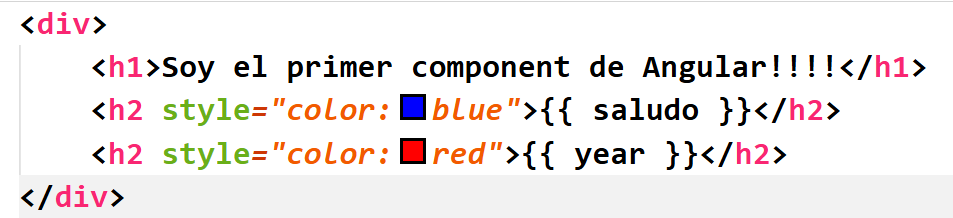 <div>
<h1>Soy el primer component de Angular!!!!</h1>
<h2 style="color:blue">{{ saludo }}</h2>
<h2 style="color:red">{{ year }}</h2>
</div>